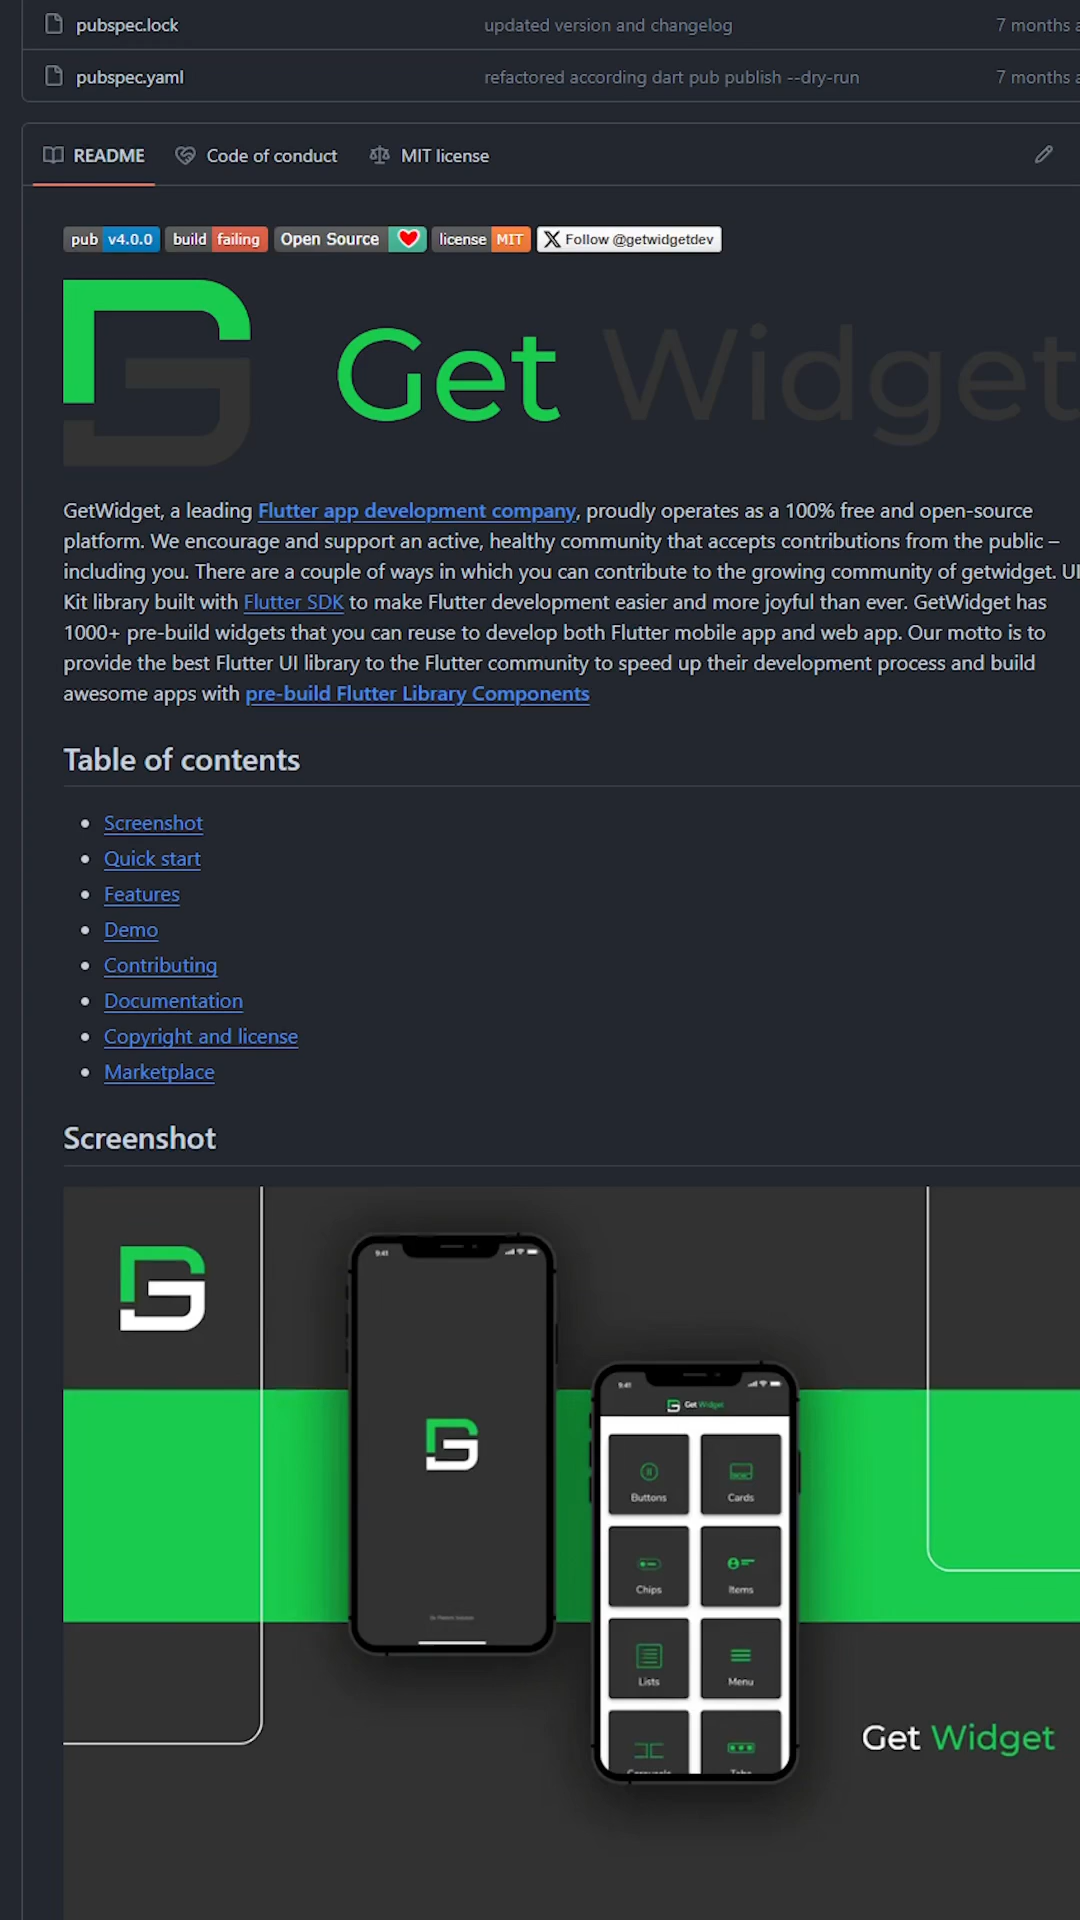 pubspec.lock updated version and changelog 7 months a
pubspec.yaml refactored according dart pub publish --dry-run 7 months a
README Code of conduct MIT license
pub v4.0.0 build failing Open Source license MIT X Follow @getwidgetdev
Get Widget
GetWidget, a leading Flutter app development company, proudly operates as a 100% free and open-source
platform. We encourage and support an active, healthy community that accepts contributions from the public –
including you. There are a couple of ways in which you can contribute to the growing community of getwidget. UI
Kit library built with Flutter SDK to make Flutter development easier and more joyful than ever. GetWidget has
1000+ pre-build widgets that you can reuse to develop both Flutter mobile app and web app. Our motto is to
provide the best Flutter UI library to the Flutter community to speed up their development process and build
awesome apps with pre-build Flutter Library Components
Table of contents
Screenshot
Quick start
Features
Demo
Contributing
Documentation
Copyright and license
Marketplace
Screenshot
9:41
9:41
Get Widget
Buttons Cards
Chips Items
Lists Menu
Carousels Tabs
Get Widget